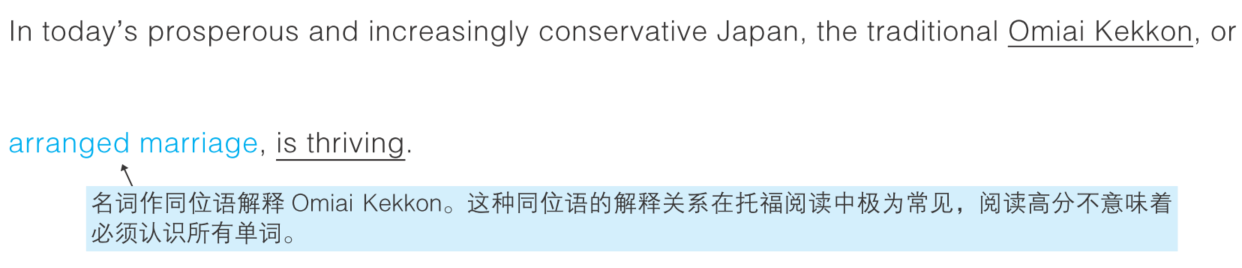 In today’s prosperous and increasingly conservative Japan, the traditional Omiai Kekkon, or
arranged marriage, is thriving.
名词作同位语解释 Omiai Kekkon。这种同位语的解释关系在托福阅读中极为常见，阅读高分不意味着
必须认识所有单词。